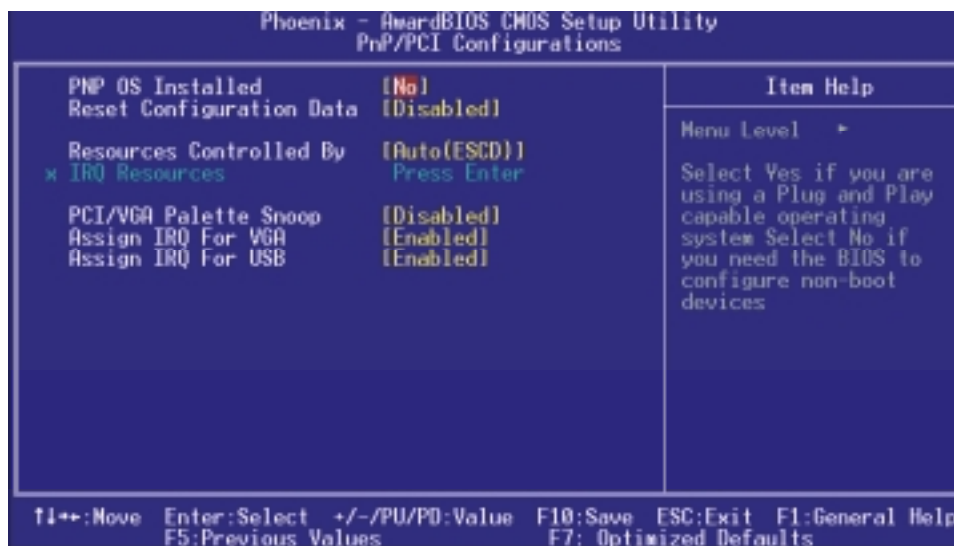 Phoenix - AwardBIOS CMOS Setup Utility
PnP/PCI Configurations
PNP OS Installed [No]
Reset Configuration Data [Disabled]
Resources Controlled By [Auto(ESCD)]
x IRQ Resources Press Enter
PCI/VGA Palette Snoop [Disabled]
Assign IRQ For VGA [Enabled]
Assign IRQ For USB [Enabled]
Item Help
Menu Level ►
Select Yes if you are
using a Plug and Play
capable operating
system Select No if
you need the BIOS to
configure non-boot
devices
↑↓→←:Move Enter:Select +/-/PU/PD:Value F10:Save ESC:Exit F1:General Help
F5:Previous Values F7: Optimized Defaults